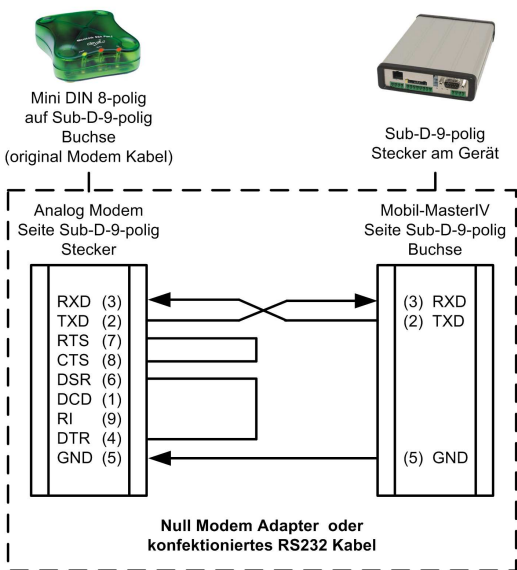 Mini DIN 8-polig
auf Sub-D-9-polig
Buchse
(original Modem Kabel)
Sub-D-9-polig
Stecker am Gerät
Analog Modem
Seite Sub-D-9-polig
Stecker
Mobil-MasterIV
Seite Sub-D-9-polig
Buchse
RXD (3)
TXD (2)
RTS (7)
CTS (8)
DSR (6)
DCD (1)
RI (9)
DTR (4)
GND (5)
(3) RXD
(2) TXD
(5) GND
Null Modem Adapter oder
konfektioniertes RS232 Kabel